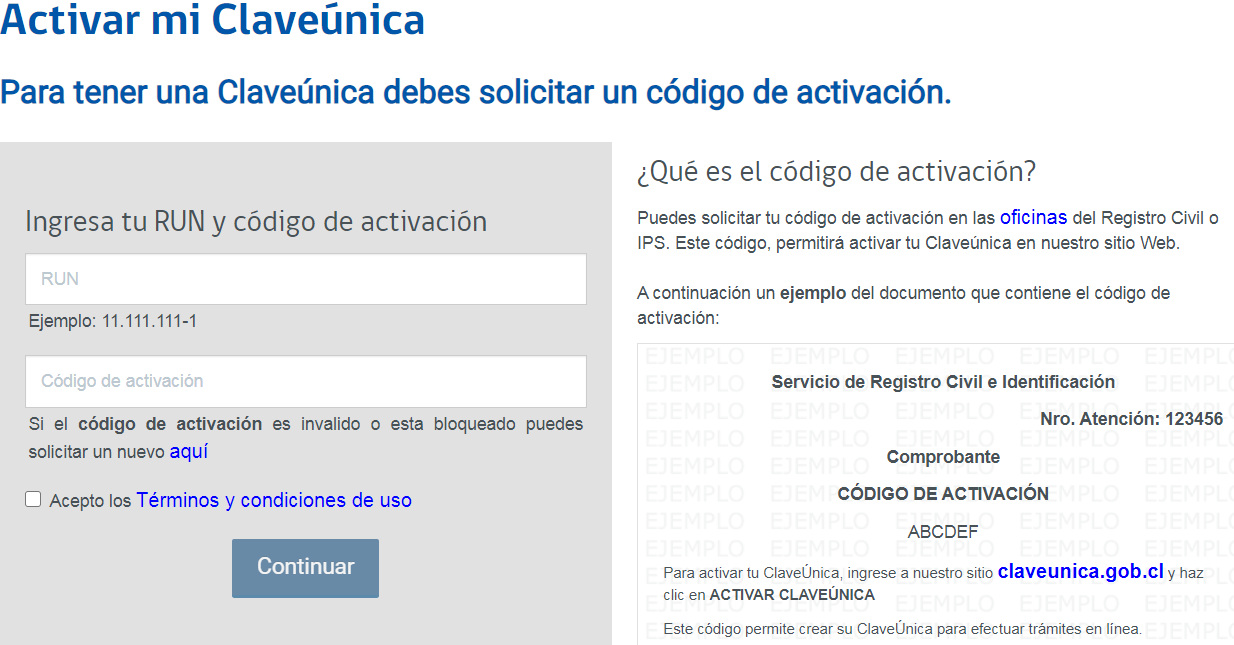 Activar mi Claveúnica
Para tener una Claveúnica debes solicitar un código de activación.
Ingresa tu RUN y código de activación
RUN
Ejemplo: 11.111.111-1
Código de activación
Si el código de activación es invalido o esta bloqueado puedes
solicitar un nuevo aquí
Acepto los Términos y condiciones de uso
Continuar
¿Qué es el código de activación?
Puedes solicitar tu código de activación en las oficinas del Registro Civil o
IPS. Este código, permitirá activar tu Claveúnica en nuestro sitio Web.
A continuación un ejemplo del documento que contiene el código de
activación:
EJEMPLO EJEMPLO EJEMPLO EJEMPLO EJEMPLO
Servicio de Registro Civil e Identificación
Nro. Atención: 123456
Comprobante
CÓDIGO DE ACTIVACIÓN
ABCDEF
Para activar tu ClaveÚnica, ingrese a nuestro sitio claveunica.gob.cl y haz
clic en ACTIVAR CLAVEÚNICA
Este código permite crear su ClaveÚnica para efectuar trámites en línea.